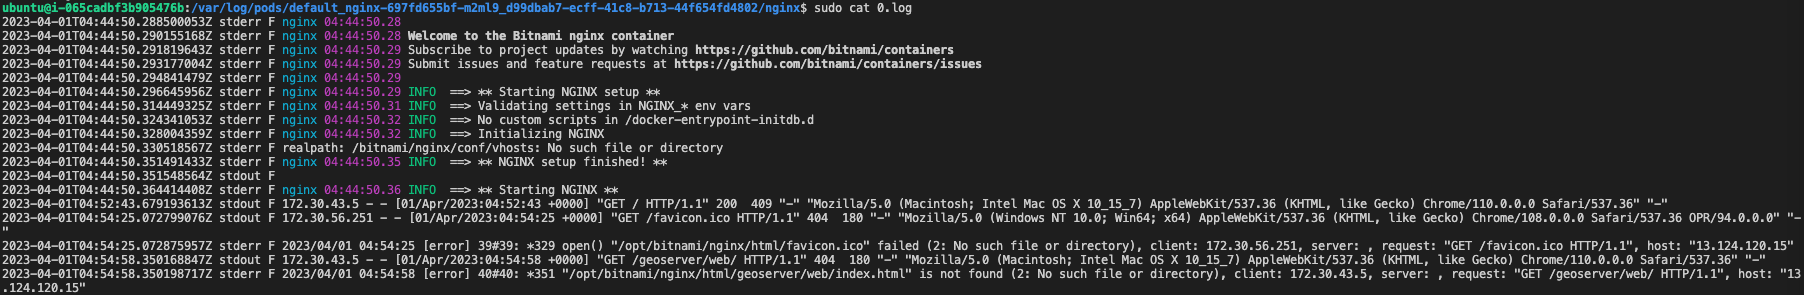 ubuntu@i-065cadbf3b905476b:/var/log/pods/default_nginx-697fd655bf-m2ml9_d99dbab7-ecff-41c8-b713-44f654fd4802/nginx$ sudo cat 0.log
2023-04-01T04:44:50.288500053Z stderr F nginx 04:44:50.28
2023-04-01T04:44:50.290155168Z stderr F nginx 04:44:50.28 Welcome to the Bitnami nginx container
2023-04-01T04:44:50.291819643Z stderr F nginx 04:44:50.29 Subscribe to project updates by watching https://github.com/bitnami/containers
2023-04-01T04:44:50.293177004Z stderr F nginx 04:44:50.29 Submit issues and feature requests at https://github.com/bitnami/containers/issues
2023-04-01T04:44:50.294841479Z stderr F nginx 04:44:50.29
2023-04-01T04:44:50.296645956Z stderr F nginx 04:44:50.29 INFO  ==> ** Starting NGINX setup **
2023-04-01T04:44:50.314449325Z stderr F nginx 04:44:50.31 INFO  ==> Validating settings in NGINX_* env vars
2023-04-01T04:44:50.324341053Z stderr F nginx 04:44:50.32 INFO  ==> No custom scripts in /docker-entrypoint-initdb.d
2023-04-01T04:44:50.328004359Z stderr F nginx 04:44:50.32 INFO  ==> Initializing NGINX
2023-04-01T04:44:50.330518567Z stderr F realpath: /bitnami/nginx/conf/vhosts: No such file or directory
2023-04-01T04:44:50.351491433Z stderr F nginx 04:44:50.35 INFO  ==> ** NGINX setup finished! **
2023-04-01T04:44:50.351548564Z stdout F
2023-04-01T04:44:50.364414408Z stderr F nginx 04:44:50.36 INFO  ==> ** Starting NGINX **
2023-04-01T04:52:43.679193613Z stdout F 172.30.43.5 - - [01/Apr/2023:04:52:43 +0000] "GET / HTTP/1.1" 200  409 "-" "Mozilla/5.0 (Macintosh; Intel Mac OS X 10_15_7) AppleWebKit/537.36 (KHTML, like Gecko) Chrome/110.0.0.0 Safari/537.36" "-"
2023-04-01T04:54:25.072799076Z stdout F 172.30.56.251 - - [01/Apr/2023:04:54:25 +0000] "GET /favicon.ico HTTP/1.1" 404  180 "-" "Mozilla/5.0 (Windows NT 10.0; Win64; x64) AppleWebKit/537.36 (KHTML, like Gecko) Chrome/108.0.0.0 Safari/537.36 OPR/94.0.0.0" "-
"
2023-04-01T04:54:25.072875957Z stderr F 2023/04/01 04:54:25 [error] 39#39: *329 open() "/opt/bitnami/nginx/html/favicon.ico" failed (2: No such file or directory), client: 172.30.56.251, server: , request: "GET /favicon.ico HTTP/1.1", host: "13.124.120.15"
2023-04-01T04:54:58.350168847Z stdout F 172.30.43.5 - - [01/Apr/2023:04:54:58 +0000] "GET /geoserver/web/ HTTP/1.1" 404  180 "-" "Mozilla/5.0 (Macintosh; Intel Mac OS X 10_15_7) AppleWebKit/537.36 (KHTML, like Gecko) Chrome/110.0.0.0 Safari/537.36" "-"
2023-04-01T04:54:58.350198717Z stderr F 2023/04/01 04:54:58 [error] 40#40: *351 "/opt/bitnami/nginx/html/geoserver/web/index.html" is not found (2: No such file or directory), client: 172.30.43.5, server: , request: "GET /geoserver/web/ HTTP/1.1", host: "13
.124.120.15"